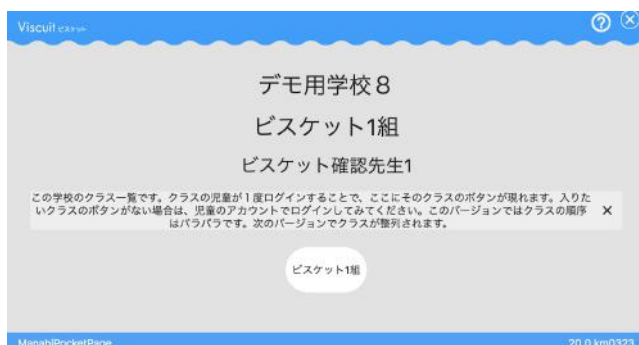 Viscuit ビスケット
デモ用学校8
ビスケット1組
ビスケット確認先生1
この学校のクラス一覧です。クラスの児童が1度ログインすることで、ここにそのクラスのボタンが現れます。入りた
いクラスのボタンがない場合は、児童のアカウントでログインしてみてください。このバージョンではクラスの順序
はバラバラです。次のバージョンでクラスが整列されます。
ビスケット1組
ManabiPocketPage
20.0 km0323